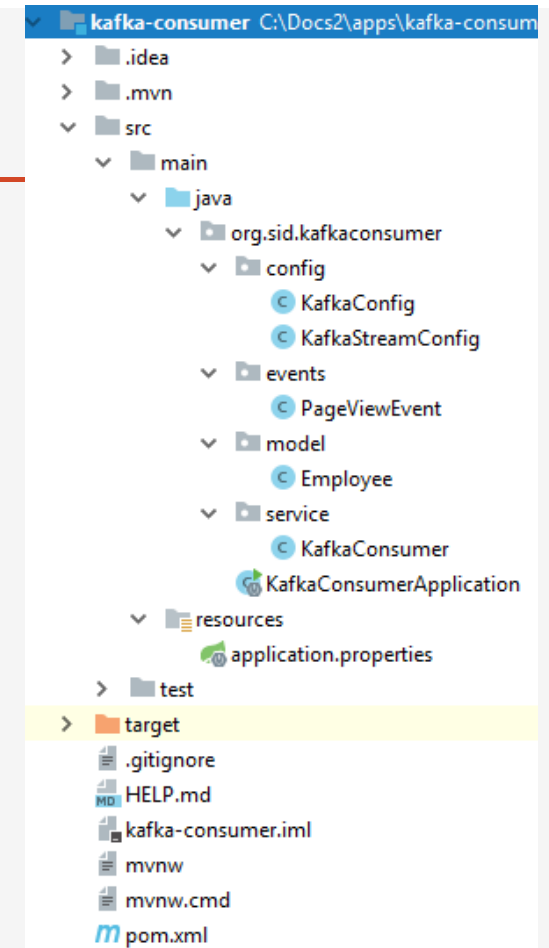 kafka-consumer C:\Docs2\apps\kafka-consum
.idea
.mvn
src
main
java
org.sid.kafkaconsumer
config
C KafkaConfig
C KafkaStreamConfig
events
C PageViewEvent
model
C Employee
service
C KafkaConsumer
KafkaConsumerApplication
resources
application.properties
test
target
.gitignore
MD HELP.md
kafka-consumer.iml
mvnw
mvnw.cmd
m pom.xml